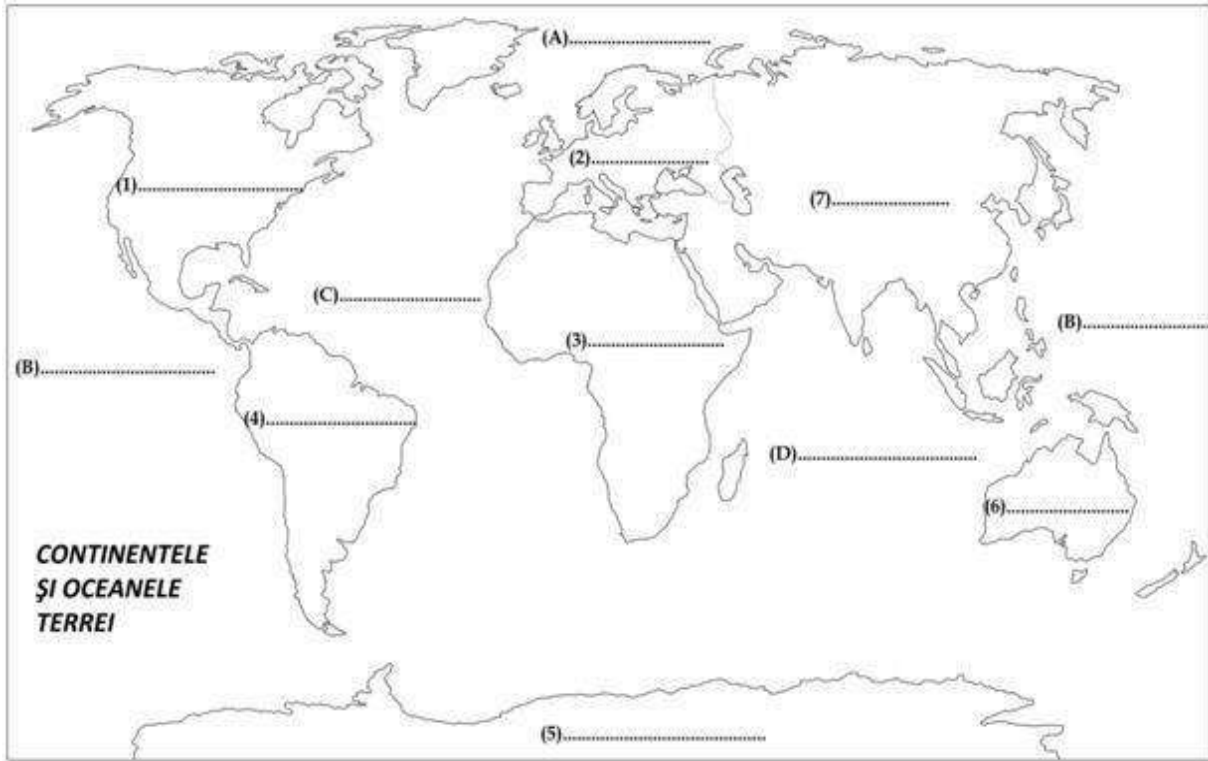 (A)........................................
(2)................................
(1)..............................................
(7)................................
(C)........................................
(B)...................................
(3).......................................
(B).................................................
(4)...........................................
(D)...................................................
(6)...................................
CONTINENTELE
ŞI OCEANELE
TERREI
(5).........................................................